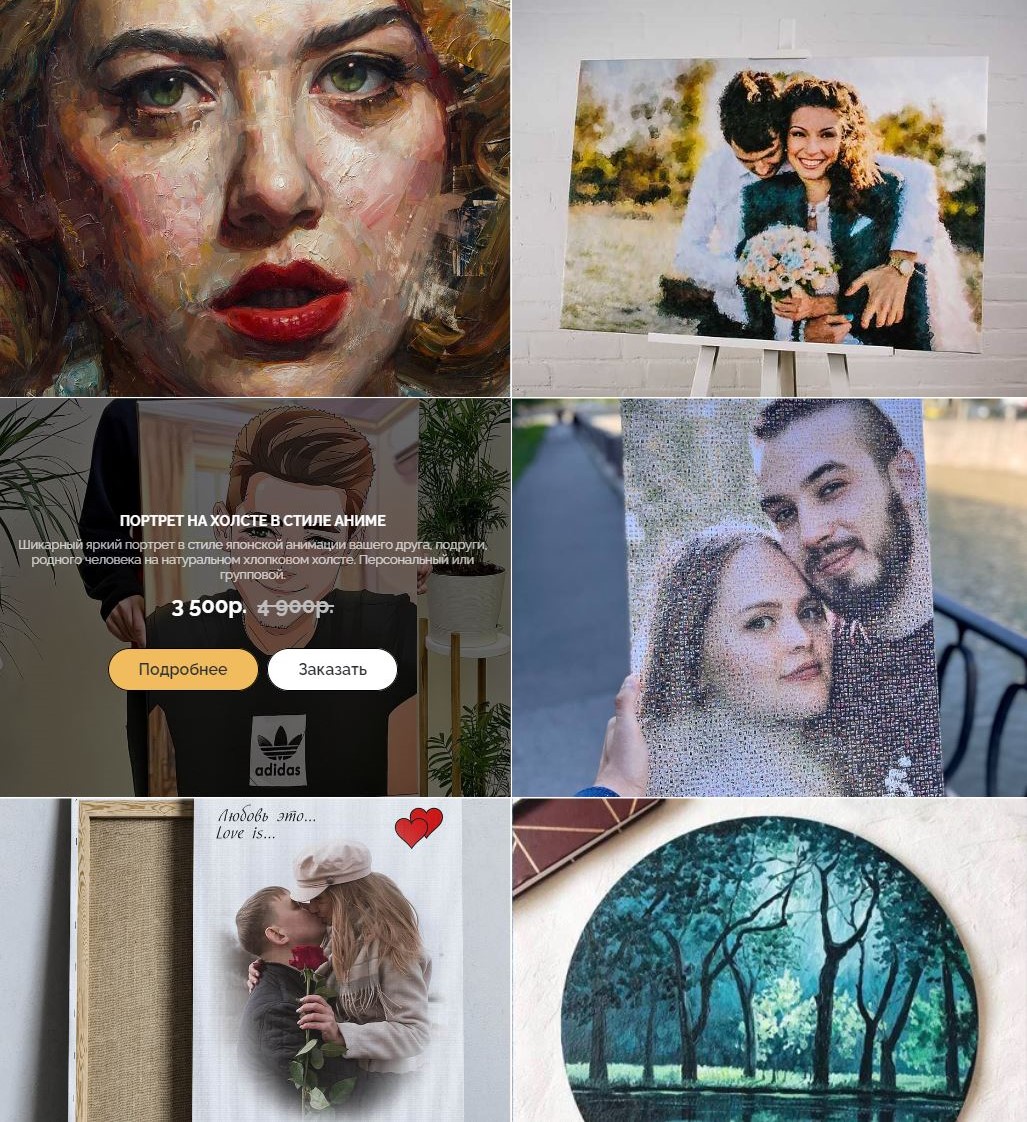 ПОРТРЕТ НА ХОЛСТЕ В СТИЛЕ АНИМЕ
Шикарный яркий портрет в стиле японской анимации вашего друга, подруги,
родного человека на натуральном хлопковом холсте. Персональный или
групповой.
3 500р. 4 900р.
Подробнее Заказать
adidas
Любовь это...
Love is...